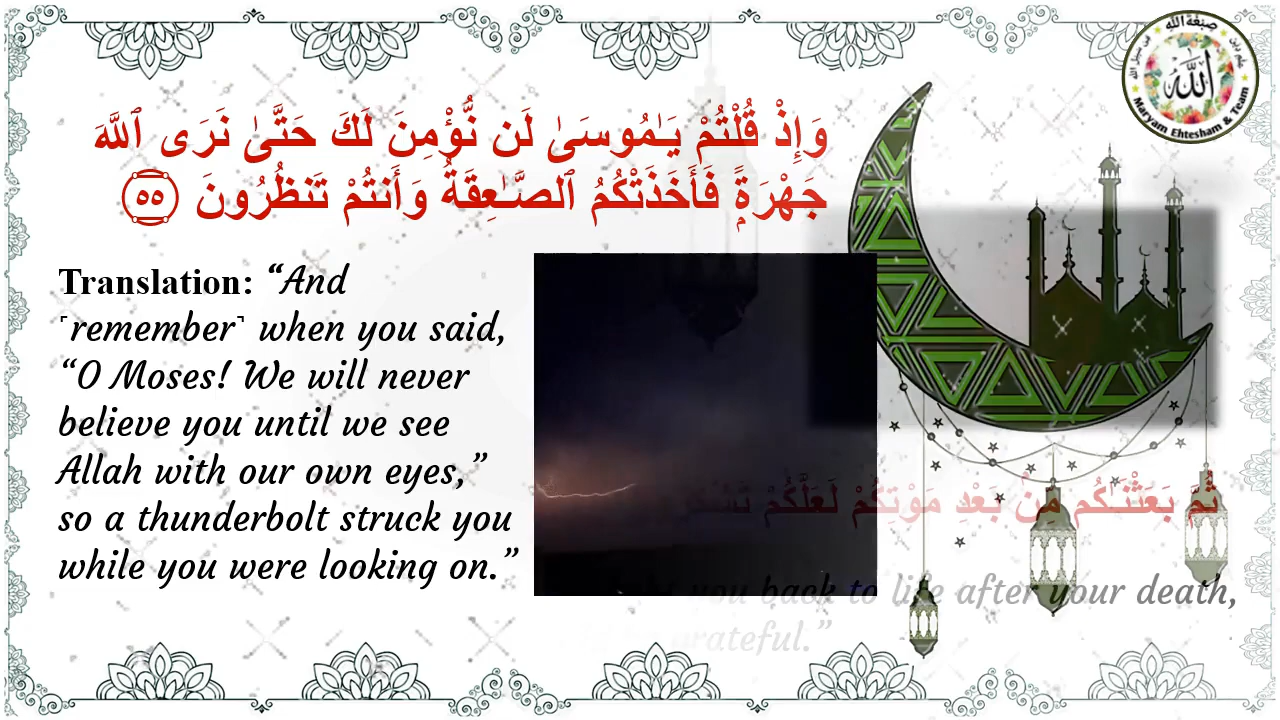 وَإِذْ قُلْتُمْ يَـٰمُوسَىٰ لَن نُّؤْمِنَ لَكَ حَتَّىٰ نَرَى ٱللَّهَ
جَهْرَةًۭ فَأَخَذَتْكُمُ ٱلصَّـٰعِقَةُ وَأَنتُمْ تَنظُرُونَ ٥٥
Translation: “And
⸢remember⸣ when you said,
“O Moses! We will never
believe you until we see
Allah with our own eyes,”
so a thunderbolt struck you
while you were looking on.”
ثُمَّ بَعَثْنَـٰكُم مِّنۢ بَعْدِ مَوْتِكُمْ لَعَلَّكُمْ
you back to life after your death,
grateful.”
صبغة الله
الله
Maryam Ehtesham & Team